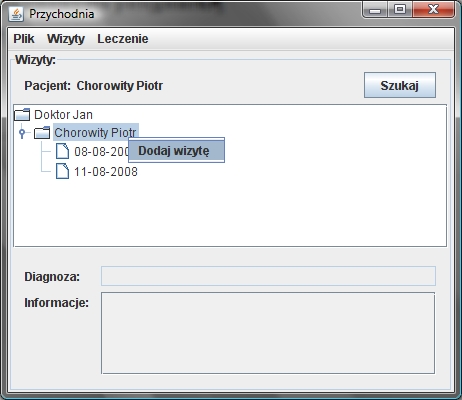 Przychodnia
Plik Wizyty Leczenie
Wizyty:
Pacjent: Chorowity Piotr
Szukaj
Doktor Jan
Chorowity Piotr
08-08-200
Dodaj wizytę
11-08-2008
Diagnoza:
Informacje: